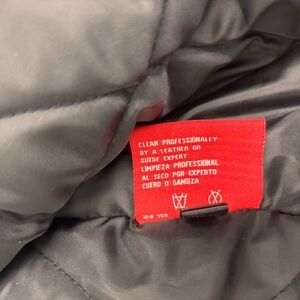 CLEAN PROFESSIONALLY
BY A LEATHER OR
SUEDE EXPERT
LIMPIEZA PROFESSIONAL
AL SECO POR EXPERTO
CUERO O GAMUZA